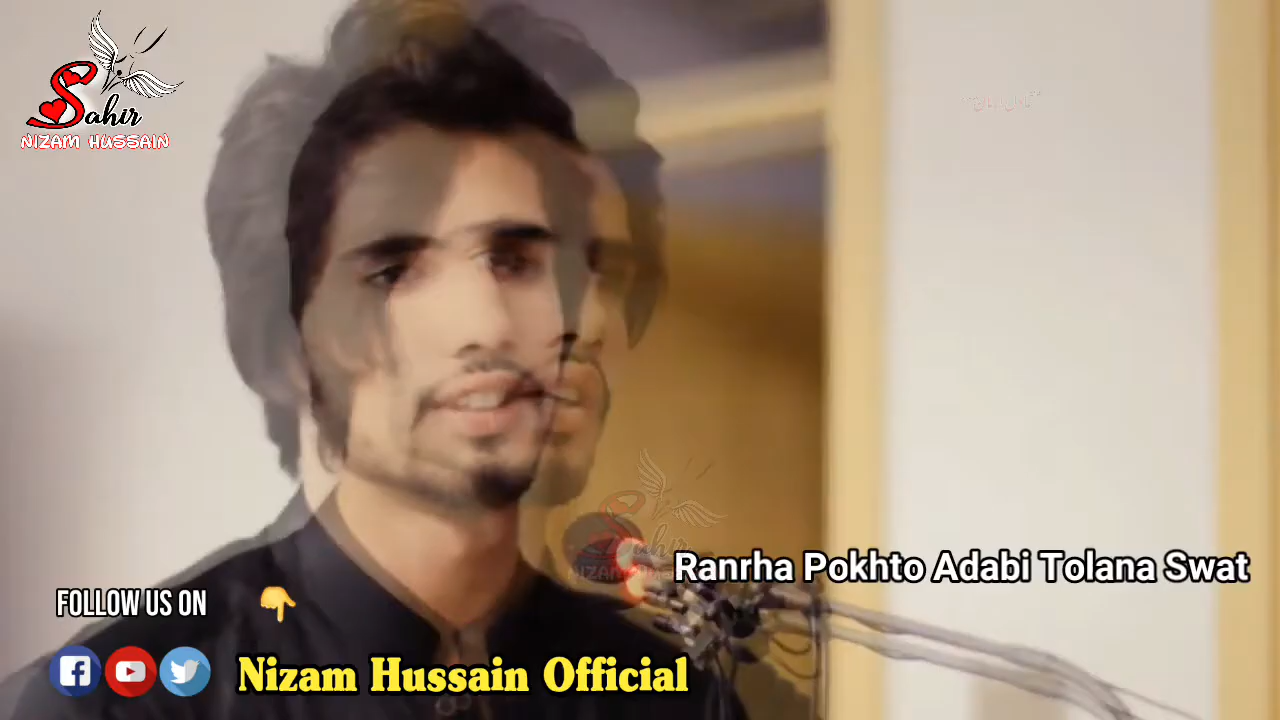 Sahir
NIZAM HUSSAIN
Ranrha Pokhto Adabi Tolana Swat
FOLLOW US ON
Nizam Hussain Official